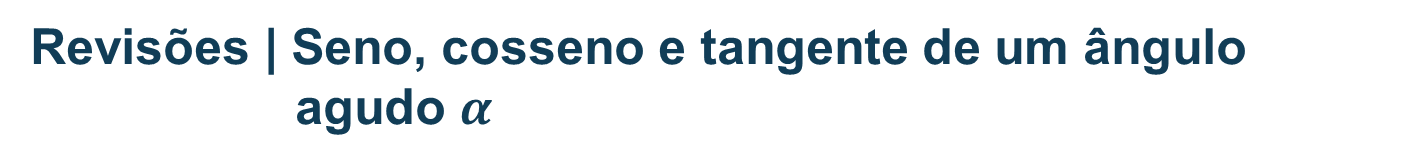 Revisões | Seno, cosseno e tangente de um ângulo
agudo α